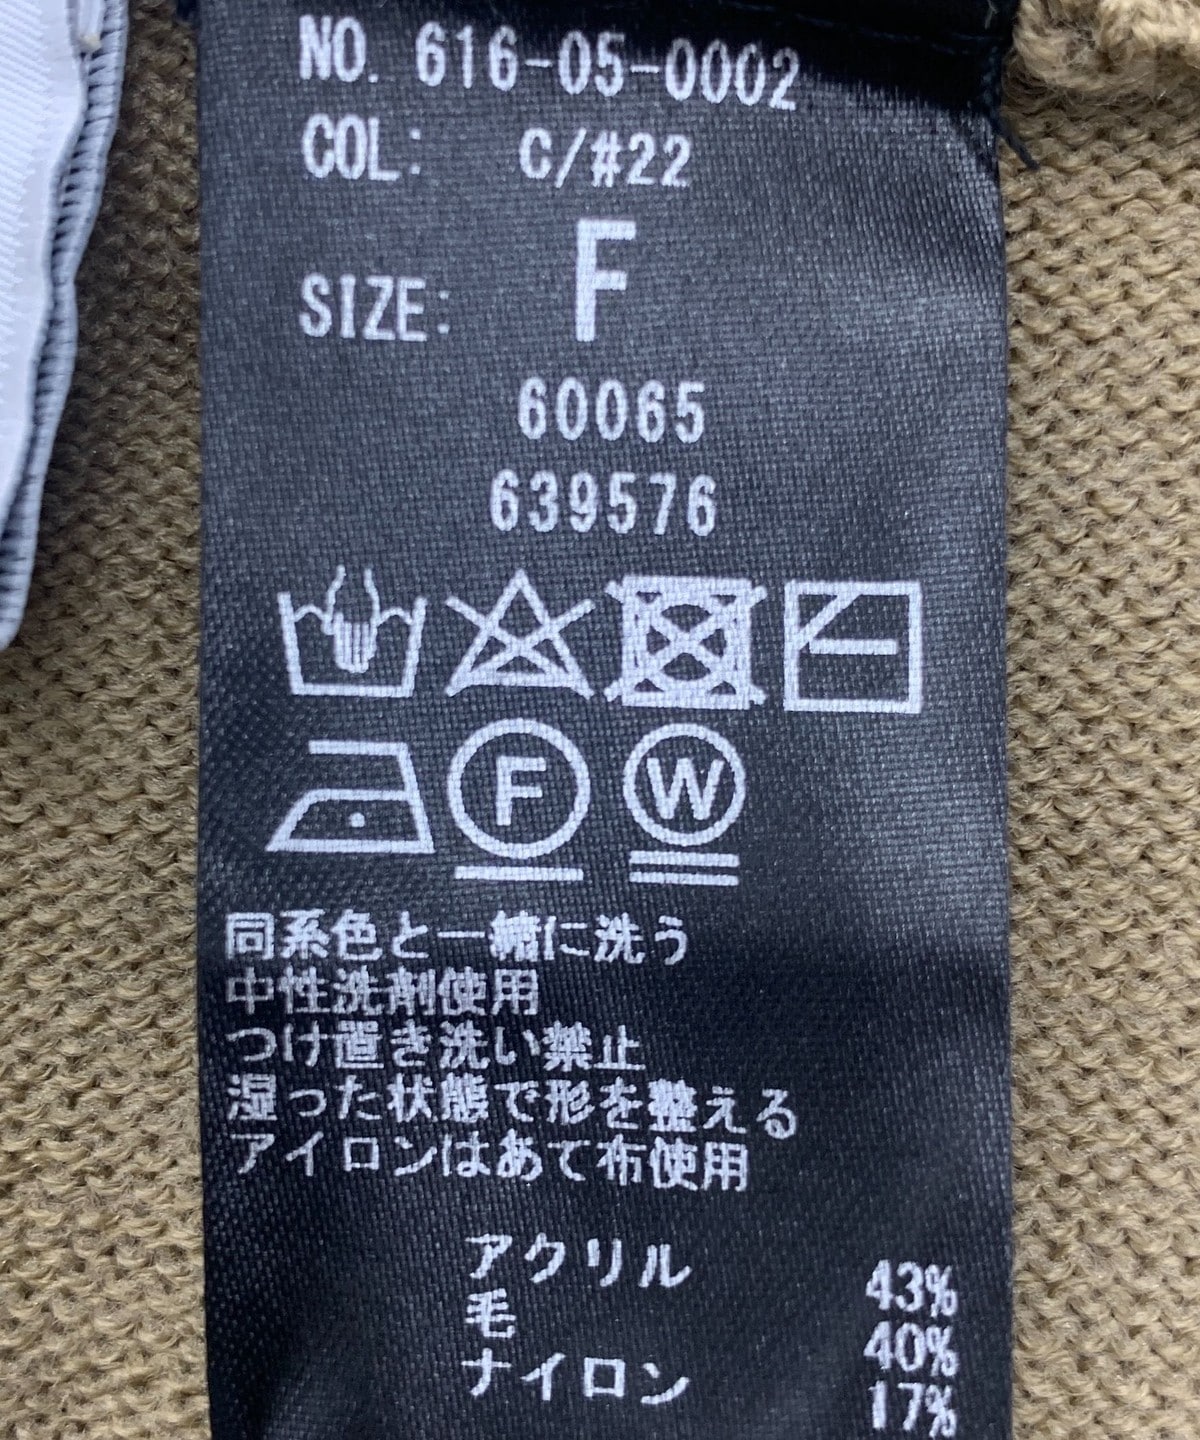 NO. 616-05-0002
COL: C/#22
SIZE: F
60065
639576
F W
同系色と一緒に洗う
中性洗剤使用
つけ置き洗い禁止
湿った状態で形を整える
アイロンはあて布使用
アクリル 43%
毛 40%
ナイロン 17%